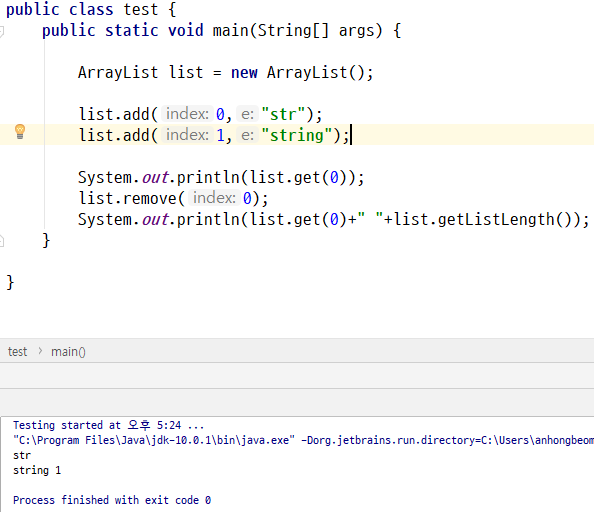 public class test {
public static void main(String[] args) {
ArrayList list = new ArrayList();
list.add( index: 0, e: "str");
list.add( index: 1, e: "string");
System.out.println(list.get(0));
list.remove( index: 0);
System.out.println(list.get(0)+" "+list.getListLength());
}
}
test > main()
Testing started at 오후 5:24 ...
"C:\Program Files\Java\jdk-10.0.1\bin\java.exe" -Dorg.jetbrains.run.directory=C:\Users\anhongbeom
str
string 1
Process finished with exit code 0